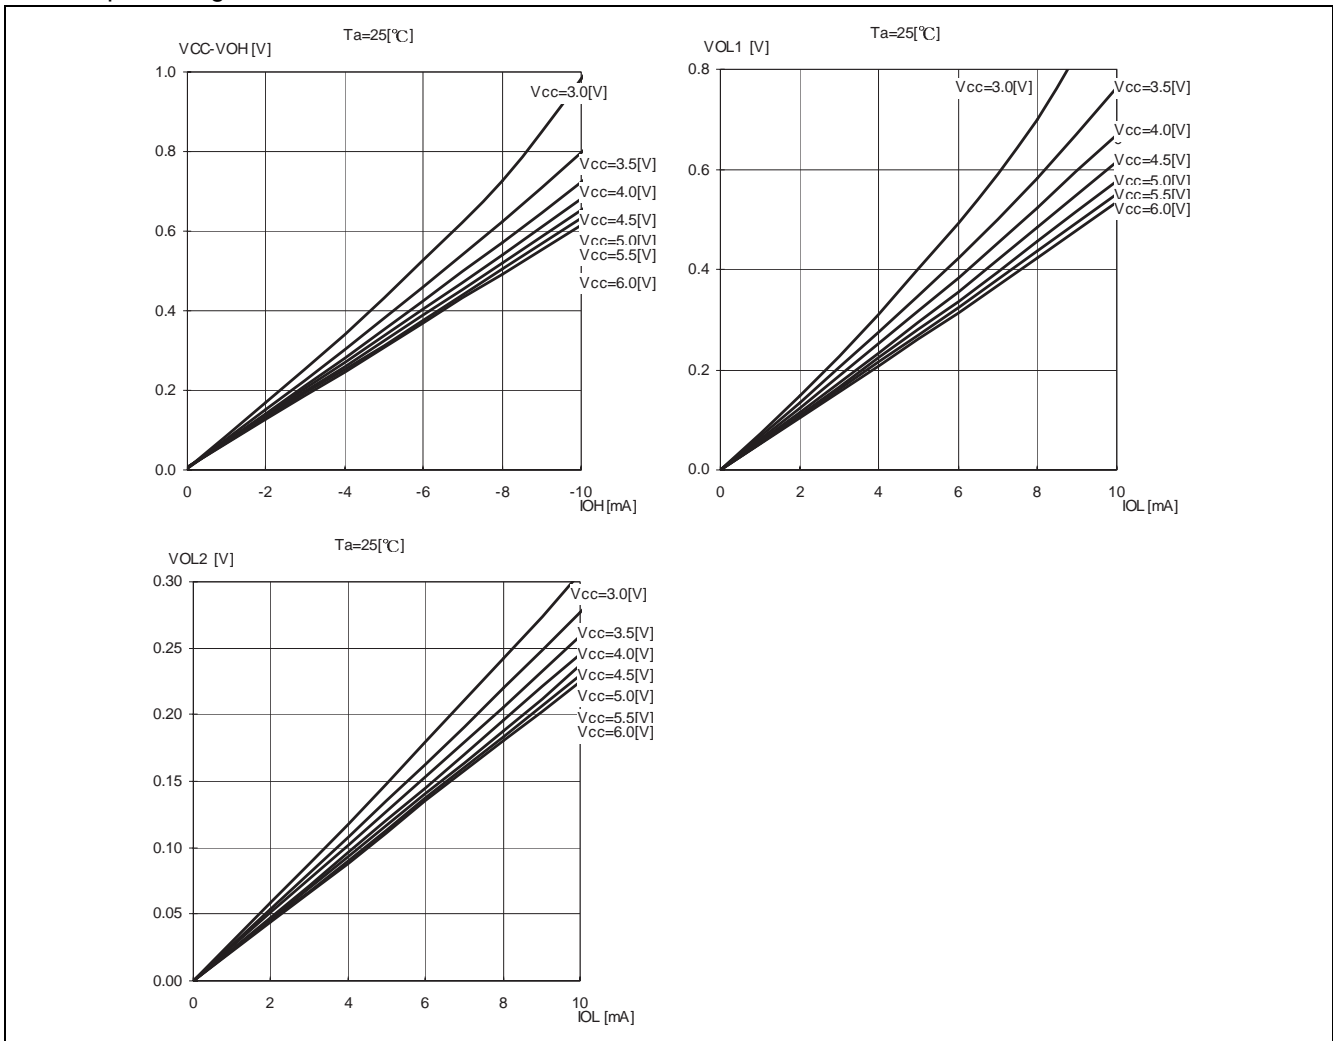 Ta=25[℃]
VCC-VOH [V]
1.0
0.8
0.6
0.4
0.2
0.0
Vcc=3.0[V]
Vcc=3.5[V]
Vcc=4.0[V]
Vcc=4.5[V]
Vcc=5.0[V]
Vcc=5.5[V]
Vcc=6.0[V]
0 -2 -4 -6 -8 -10
IOH [mA]
Ta=25[℃]
VOL1 [V]
0.8
0.6
0.4
0.2
0.0
Vcc=3.0[V]
Vcc=3.5[V]
Vcc=4.0[V]
Vcc=4.5[V]
Vcc=5.0[V]
Vcc=5.5[V]
Vcc=6.0[V]
0 2 4 6 8 10
IOL [mA]
Ta=25[℃]
VOL2 [V]
0.30
0.25
0.20
0.15
0.10
0.05
0.00
Vcc=3.0[V]
Vcc=3.5[V]
Vcc=4.0[V]
Vcc=4.5[V]
Vcc=5.0[V]
Vcc=5.5[V]
Vcc=6.0[V]
0 2 4 6 8 10
IOL [mA]